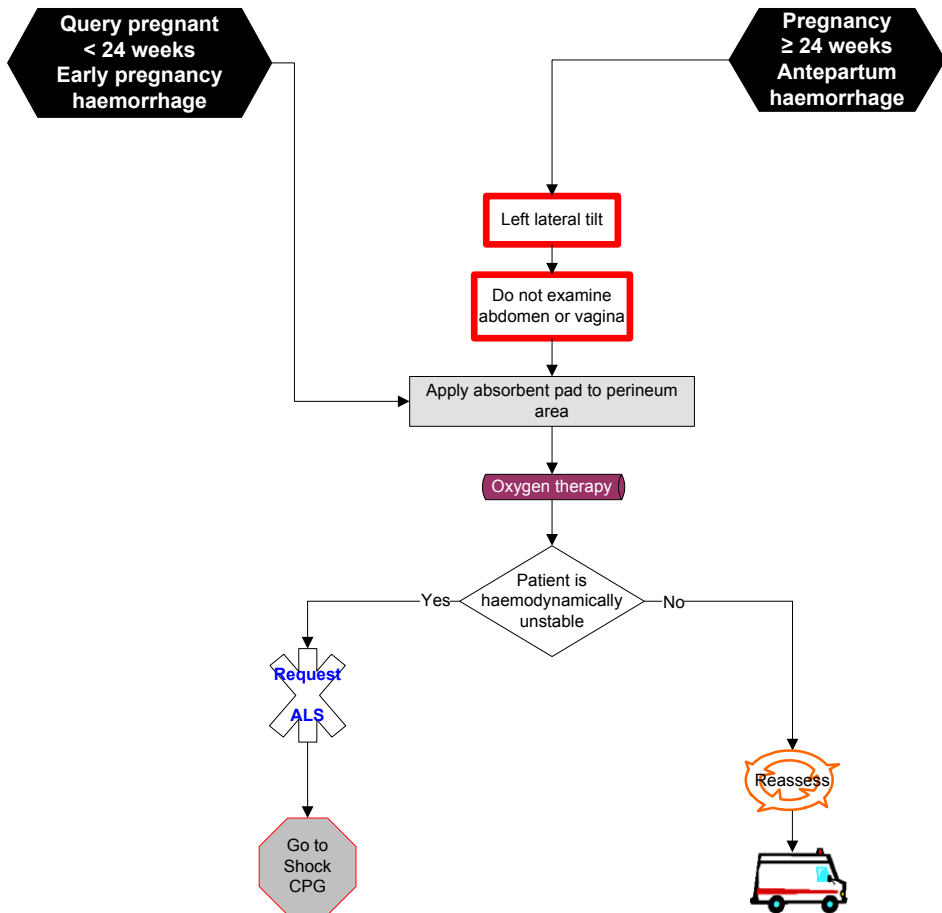 Query pregnant
< 24 weeks
Early pregnancy
haemorrhage
Pregnancy
≥ 24 weeks
Antepartum
haemorrhage
Left lateral tilt
Do not examine
abdomen or vagina
Apply absorbent pad to perineum
area
Oxygen therapy
Patient is
haemodynamically
unstable
Yes
No
Request
ALS
Reassess
Go to
Shock
CPG